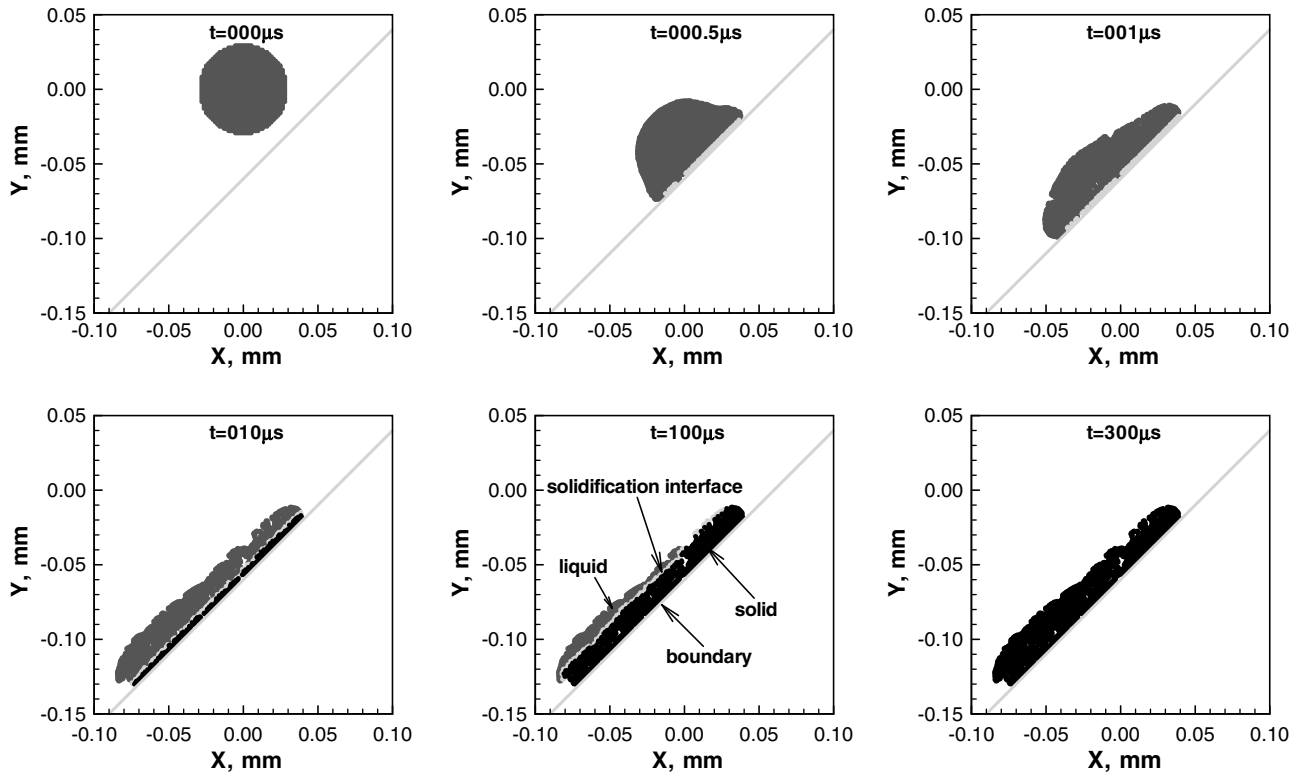 0.05
t=000μs
0.00
-0.05
Y, mm
-0.10
-0.15
-0.10 -0.05 0.00 0.05 0.10
X, mm
0.05
t=000.5μs
0.00
-0.05
Y, mm
-0.10
-0.15
-0.10 -0.05 0.00 0.05 0.10
X, mm
0.05
t=001μs
0.00
-0.05
Y, mm
-0.10
-0.15
-0.10 -0.05 0.00 0.05 0.10
X, mm
0.05
t=010μs
0.00
-0.05
Y, mm
-0.10
-0.15
-0.10 -0.05 0.00 0.05 0.10
X, mm
0.05
t=100μs
0.00
solidification interface
-0.05
liquid
Y, mm
solid
-0.10
boundary
-0.15
-0.10 -0.05 0.00 0.05 0.10
X, mm
0.05
t=300μs
0.00
-0.05
Y, mm
-0.10
-0.15
-0.10 -0.05 0.00 0.05 0.10
X, mm